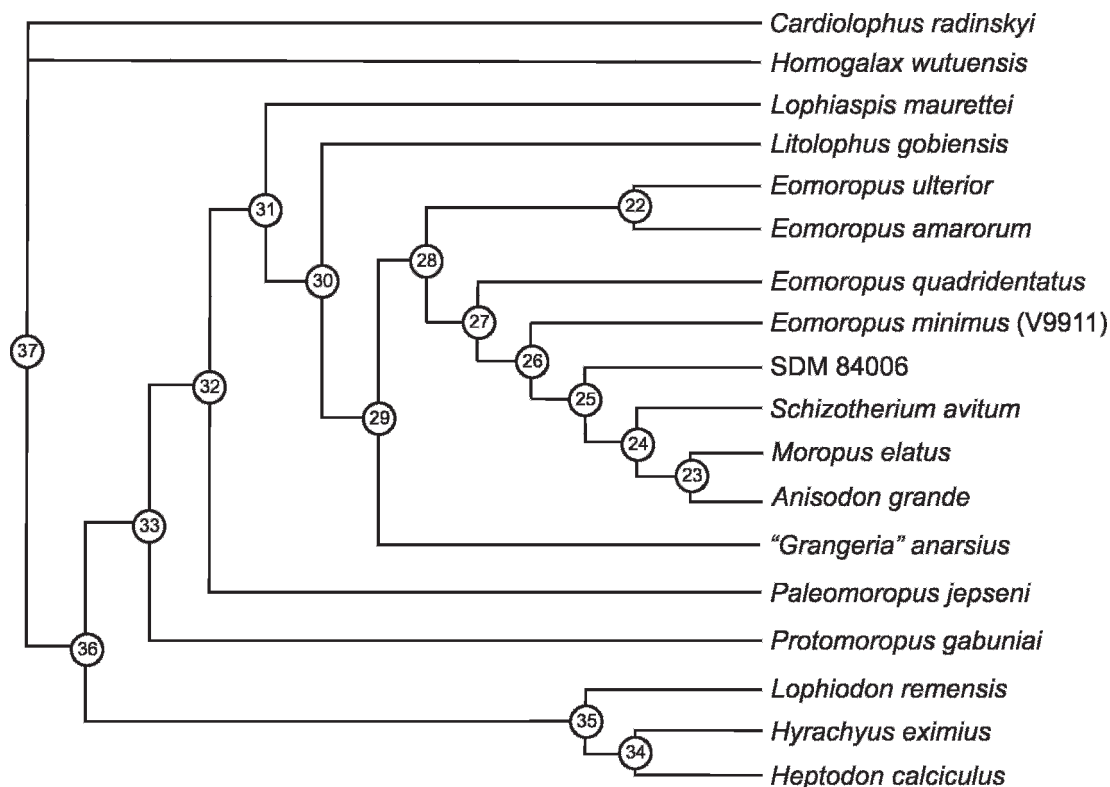 Cardiolophus radinskyi
Homogalax wutuensis
Lophiaspis maurettei
Litolophus gobiensis
Eomoropus ulterior
22
Eomoropus amarorum
31
28
Eomoropus quadridentatus
30
27
Eomoropus minimus (V9911)
37
26
SDM 84006
32
25
Schizotherium avitum
29
24
Moropus elatus
23
Anisodon grande
33
"Grangeria" anarsius
Paleomoropus jepseni
36
Protomoropus gabuniai
Lophiodon remensis
35
Hyrachyus eximius
34
Heptodon calciculus